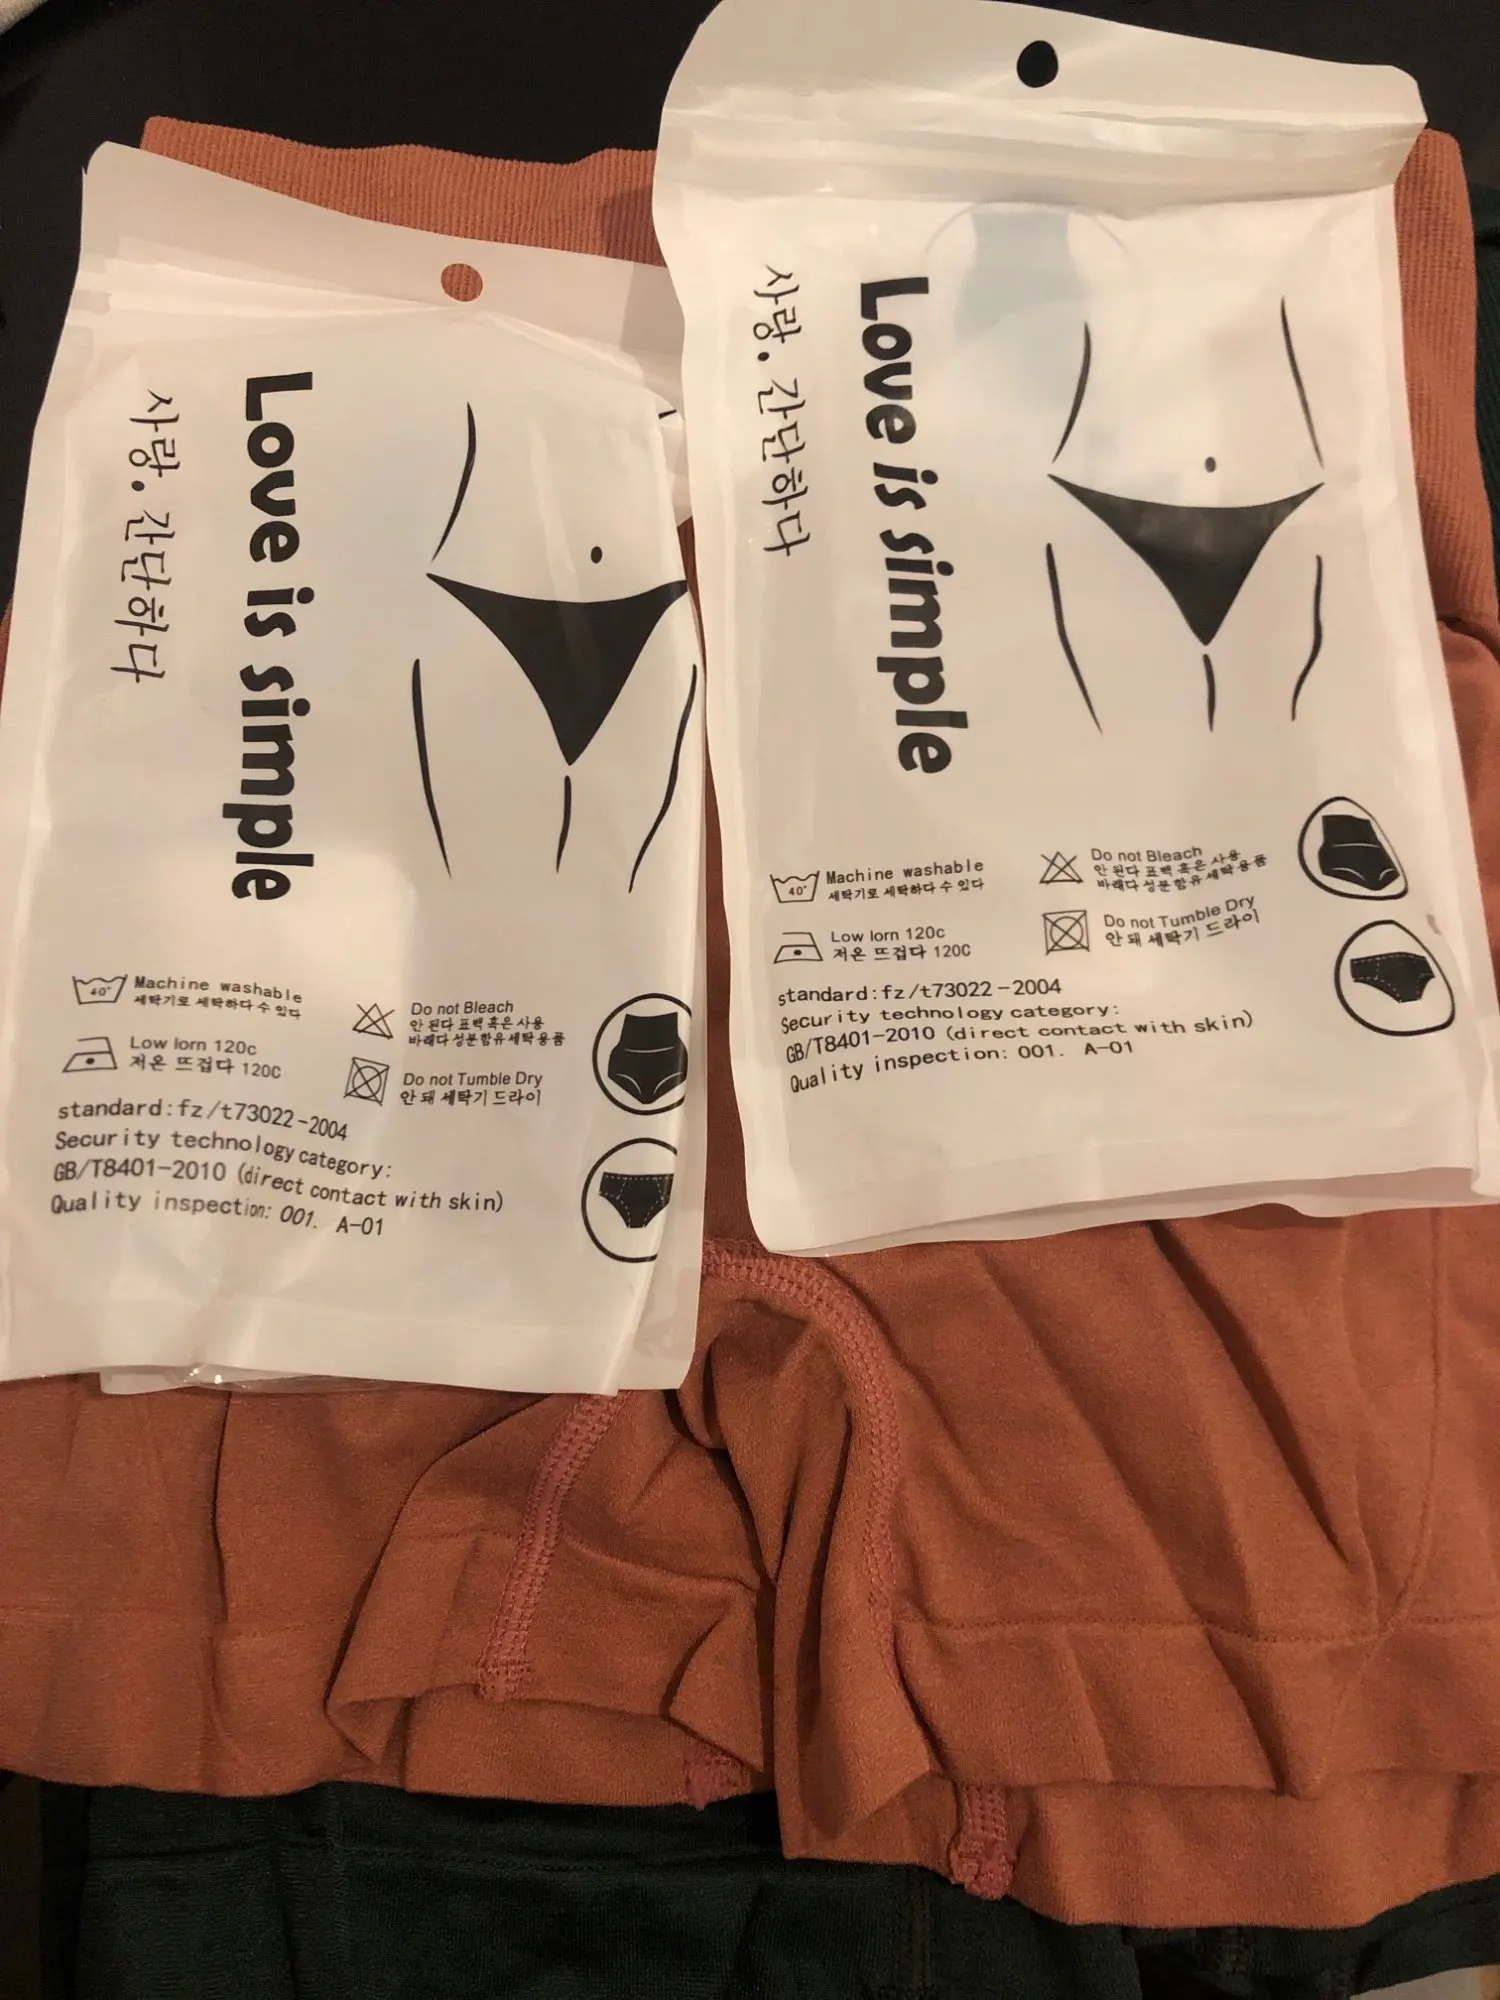 Love is simple
사랑. 간단하다
40°
Machine washable
세탁기로 세탁하다 수 있다
Do not Bleach
안 된다 표백 혹은 사용
바래다 성분 함유 세탁 용품
Low lorn 120c
저온 뜨겁다 120C
Do not Tumble Dry
안 돼 세탁기 드라이
standard:fz/t73022-2004
Security technology category:
GB/T8401-2010 (direct contact with skin)
Quality inspection: 001. A-01
Love is simple
사랑. 간단하다
40°
Machine washable
세탁기로 세탁하다 수 있다
Do not Bleach
안 된다 표백 혹은 사용
바래다 성분 함유 세탁 용품
Low lorn 120c
저온 뜨겁다 120C
Do not Tumble Dry
안 돼 세탁기 드라이
standard:fz/t73022-2004
Security technology category:
GB/T8401-2010 (direct contact with skin)
Quality inspection: 001. A-01